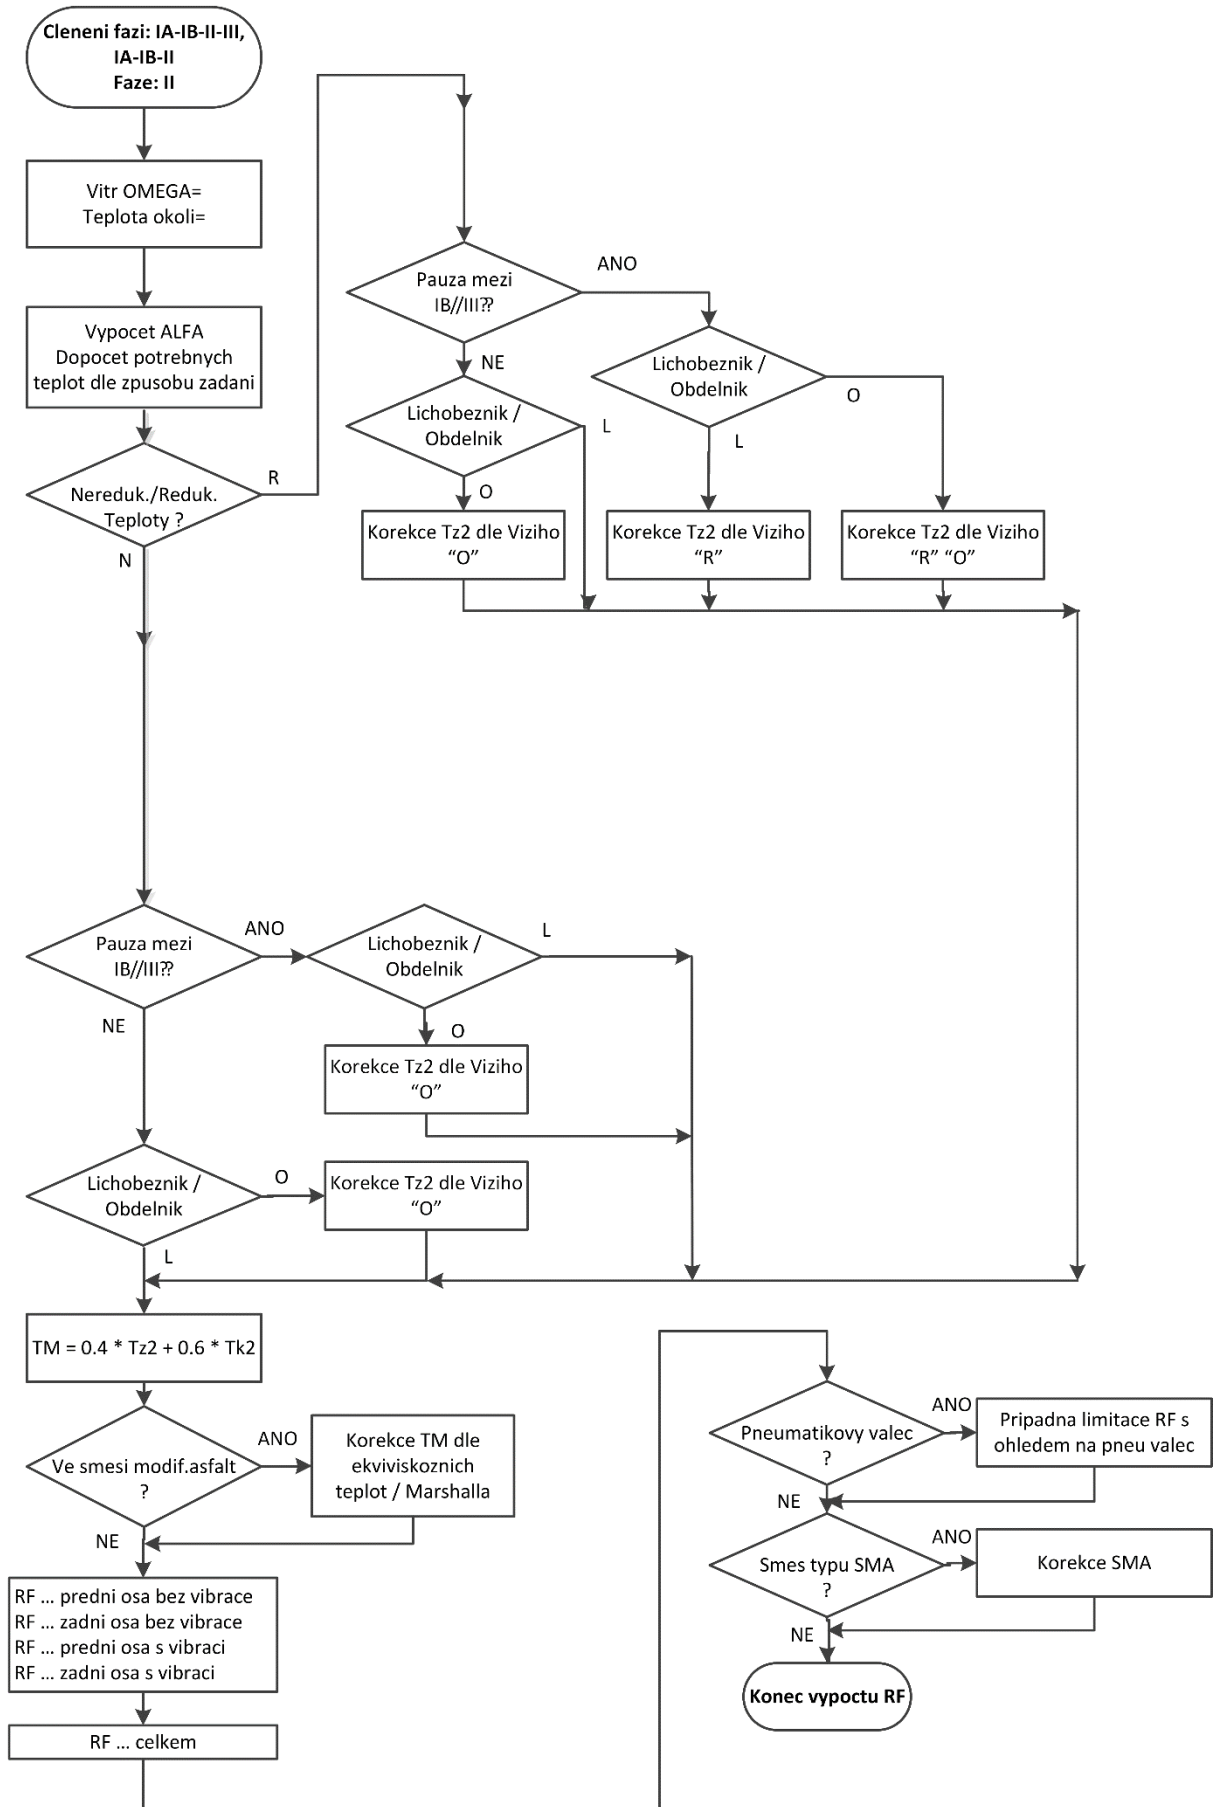 Cleneni fazi: IA-IB-II-III,
IA-IB-II
Faze: II
Vitr OMEGA=
Teplota okoli=
Vypocet ALFA
Dopocet potrebnych
teplot dle zpusobu zadani
Nereduk./Reduk.
Teploty ?
R
N
Pauza mezi
IB//III??
ANO
NE
Lichobeznik /
Obdelnik
L
O
Korekce Tz2 dle Viziho
“O”
Lichobeznik /
Obdelnik
O
L
Korekce Tz2 dle Viziho
“R”
Korekce Tz2 dle Viziho
“R” “O”
Pauza mezi
IB//III??
ANO
NE
Lichobeznik /
Obdelnik
L
O
Korekce Tz2 dle Viziho
“O”
Lichobeznik /
Obdelnik
O
L
Korekce Tz2 dle Viziho
“O”
TM = 0.4 * Tz2 + 0.6 * Tk2
Ve smesi modif.asfalt
?
ANO
NE
Korekce TM dle
ekviviskoznich
teplot / Marshalla
RF ... predni osa bez vibrace
RF ... zadni osa bez vibrace
RF ... predni osa s vibraci
RF ... zadni osa s vibraci
RF ... celkem
Pneumatikovy valec
?
ANO
NE
Pripadna limitace RF s
ohledem na pneu valec
Smes typu SMA
?
ANO
NE
Korekce SMA
Konec vypoctu RF